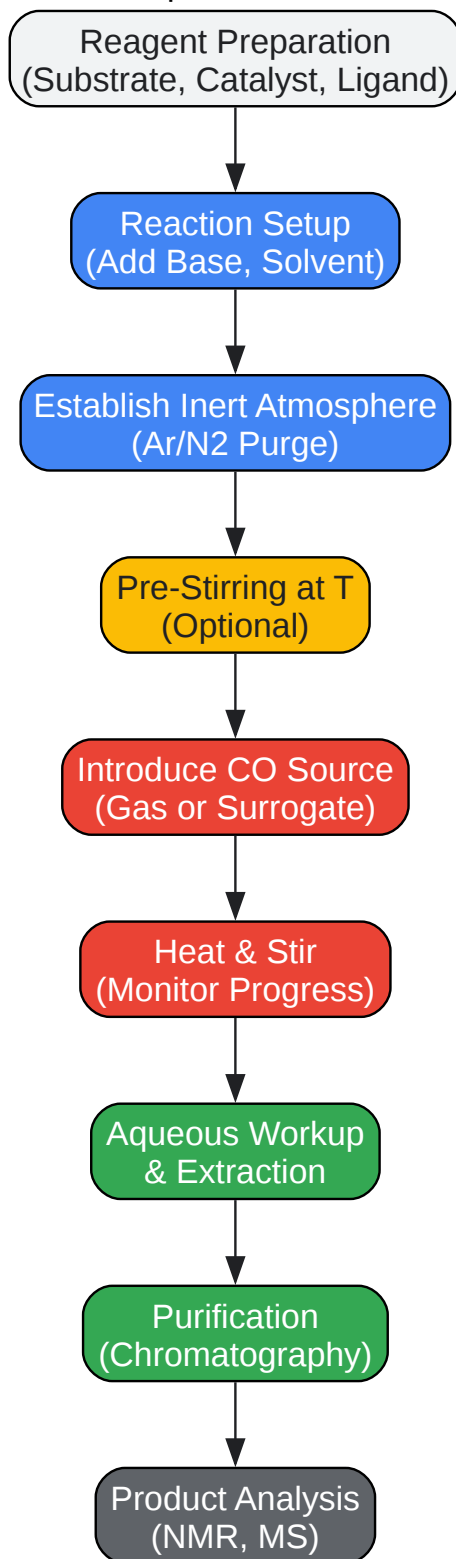 Reagent Preparation
(Substrate, Catalyst, Ligand)
Reaction Setup
(Add Base, Solvent)
Establish Inert Atmosphere
(Ar/N2 Purge)
Pre-Stirring at T
(Optional)
Introduce CO Source
(Gas or Surrogate)
Heat & Stir
(Monitor Progress)
Aqueous Workup
& Extraction
Purification
(Chromatography)
Product Analysis
(NMR, MS)